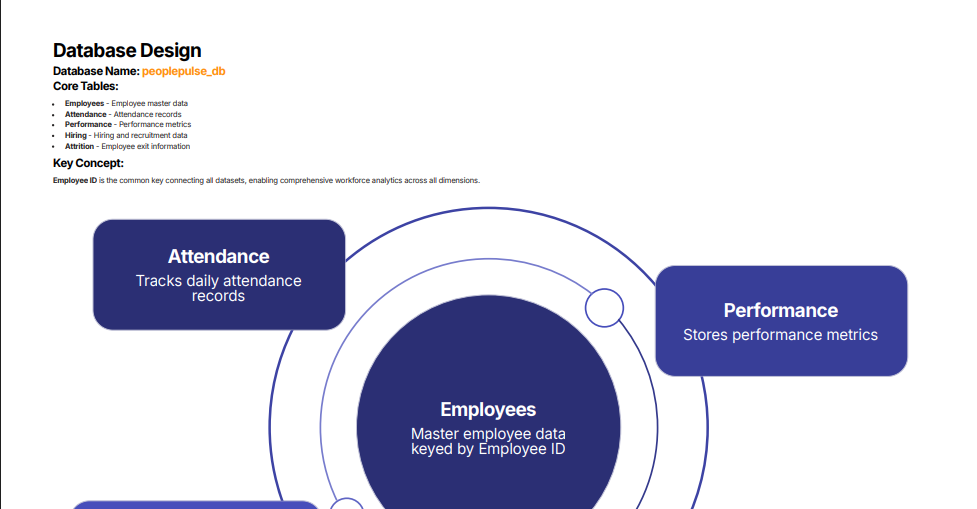 Database Design
Database Name: peoplepulse_db
Core Tables:
• Employees - Employee master data
• Attendance - Attendance records
• Performance - Performance metrics
• Hiring - Hiring and recruitment data
• Attrition - Employee exit information
Key Concept:
Employee ID is the common key connecting all datasets, enabling comprehensive workforce analytics across all dimensions.
Attendance
Tracks daily attendance
records
Performance
Stores performance metrics
Employees
Master employee data
keyed by Employee ID